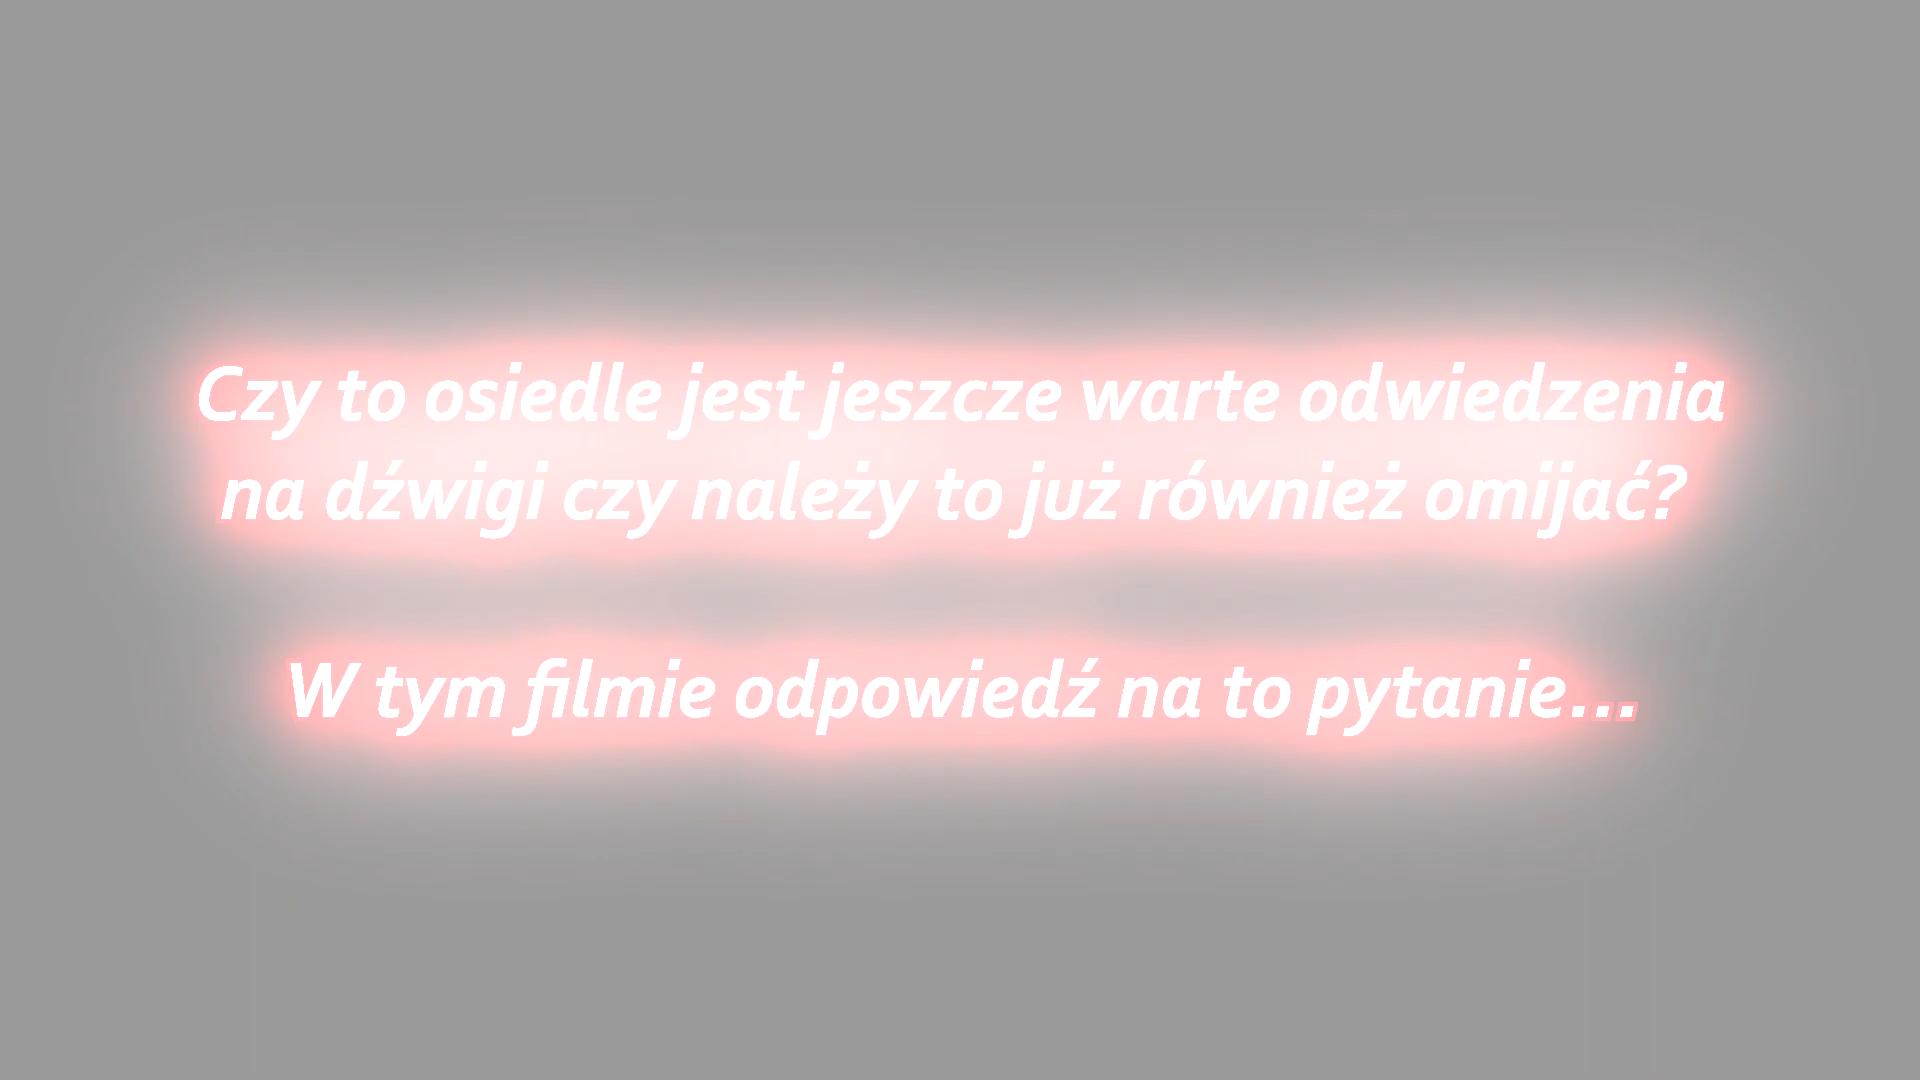 Czy to osiedle jest jeszcze warte odwiedzenia
na dźwigi czy należy to już również omijać?
W tym filmie odpowiedź na to pytanie...